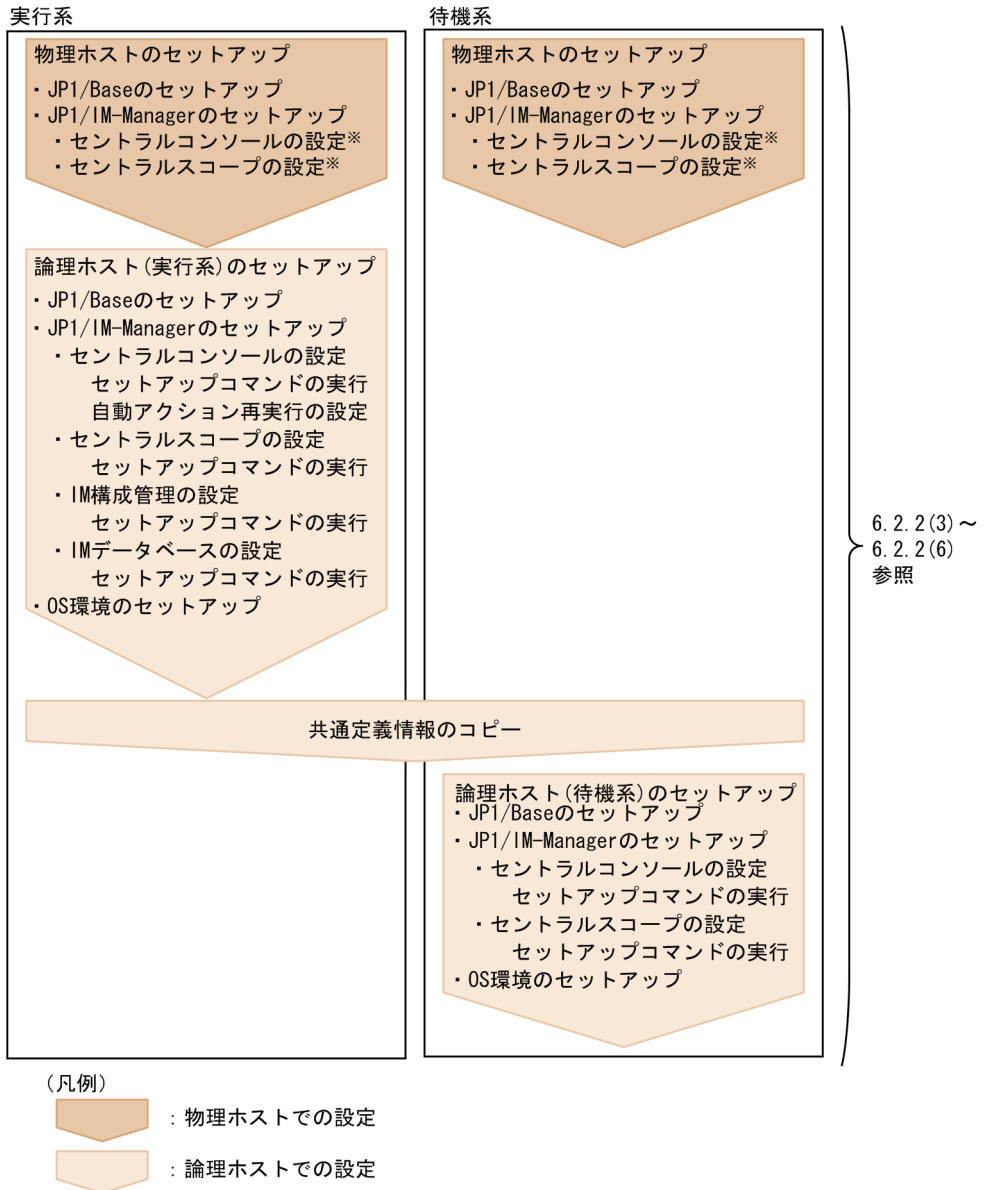 実行系
物理ホストのセットアップ
・JP1/Baseのセットアップ
・JP1/IM-Managerのセットアップ
・セントラルコンソールの設定※
・セントラルスコープの設定※
論理ホスト(実行系)のセットアップ
・JP1/Baseのセットアップ
・JP1/IM-Managerのセットアップ
・セントラルコンソールの設定
セットアップコマンドの実行
自動アクション再実行の設定
・セントラルスコープの設定
セットアップコマンドの実行
・IM構成管理の設定
セットアップコマンドの実行
・IMデータベースの設定
セットアップコマンドの実行
・OS環境のセットアップ
待機系
物理ホストのセットアップ
・JP1/Baseのセットアップ
・JP1/IM-Managerのセットアップ
・セントラルコンソールの設定※
・セントラルスコープの設定※
共通定義情報のコピー
論理ホスト(待機系)のセットアップ
・JP1/Baseのセットアップ
・JP1/IM-Managerのセットアップ
・セントラルコンソールの設定
セットアップコマンドの実行
・セントラルスコープの設定
セットアップコマンドの実行
・OS環境のセットアップ
6.2.2(3)～
6.2.2(6)
参照
(凡例)
：物理ホストでの設定
：論理ホストでの設定